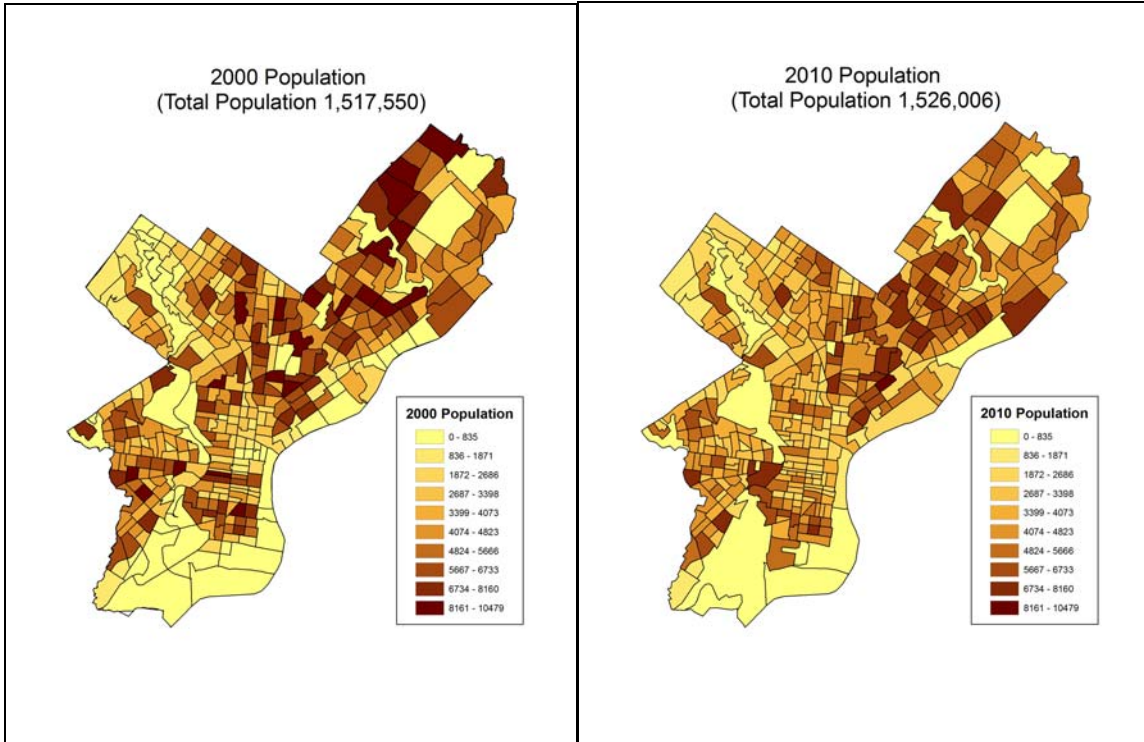 2000 Population
(Total Population 1,517,550)
2000 Population
0 - 835
836 - 1871
1872 - 2686
2687 - 3398
3399 - 4073
4074 - 4823
4824 - 5666
5667 - 6733
6734 - 8160
8161 - 10479
2010 Population
(Total Population 1,526,006)
2010 Population
0 - 835
836 - 1871
1872 - 2686
2687 - 3398
3399 - 4073
4074 - 4823
4824 - 5666
5667 - 6733
6734 - 8160
8161 - 10479